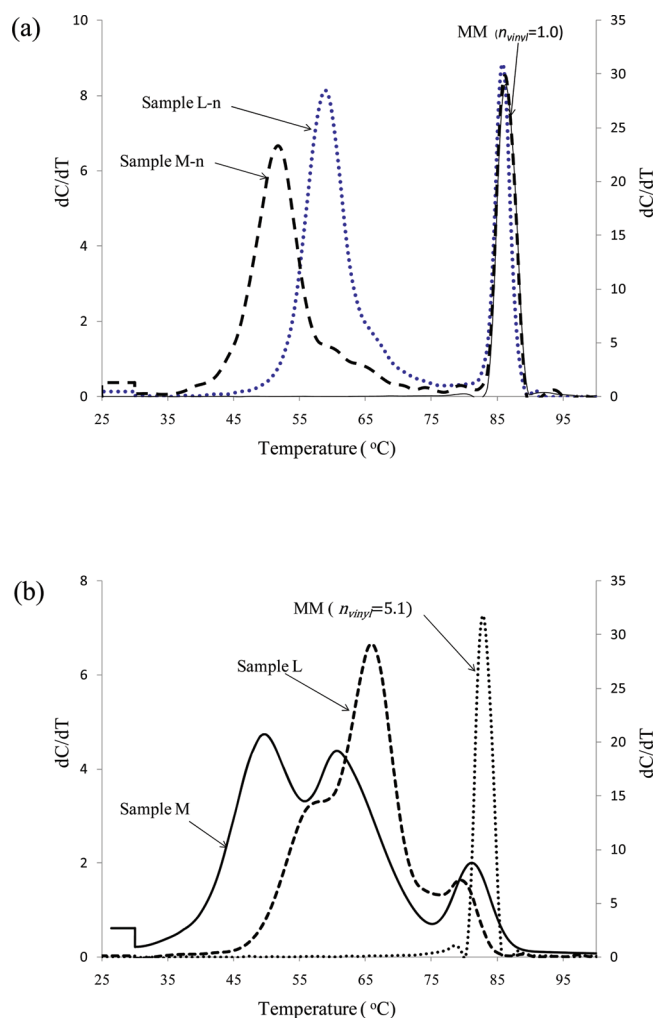 (a)
MM (n_vinyl=1.0)
Sample L-n
Sample M-n
dC/dT
dC/dT
10
8
6
4
2
0
35
30
25
20
15
10
5
0
25 35 45 55 65 75 85 95
Temperature ( °C)
(b)
MM ( n_vinyl=5.1)
Sample L
Sample M
dC/dT
dC/dT
8
6
4
2
0
35
30
25
20
15
10
5
0
25 35 45 55 65 75 85 95
Temperature ( °C)